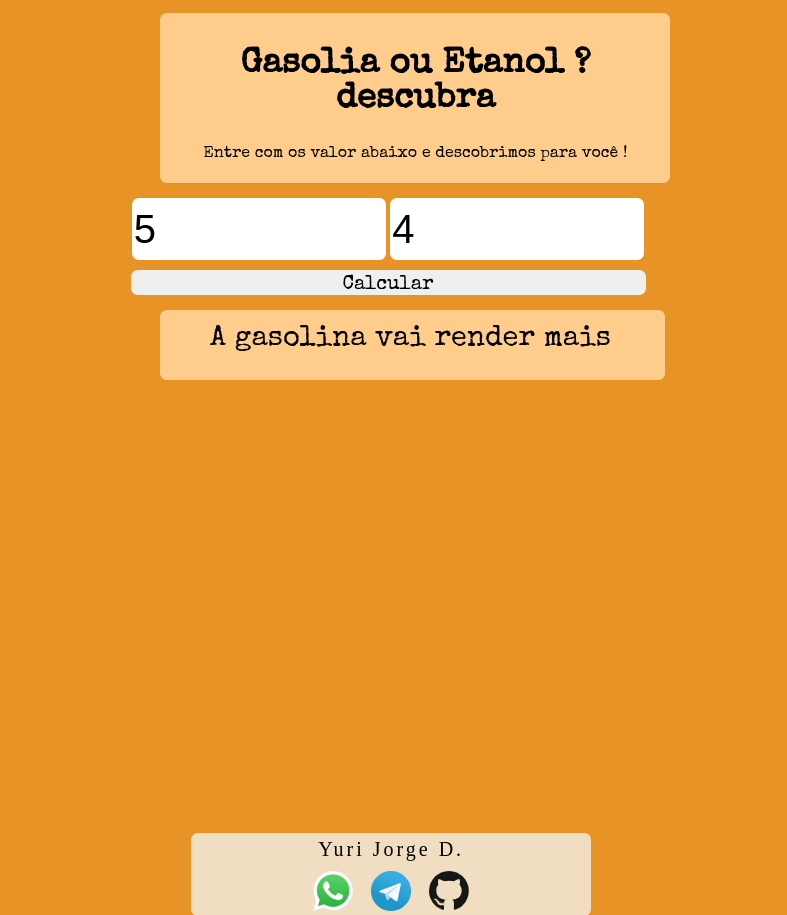 Gasolia ou Etanol ?
descubra
Entre com os valor abaixo e descobrimos para você !
5 4
Calcular
A gasolina vai render mais
Yuri Jorge D.